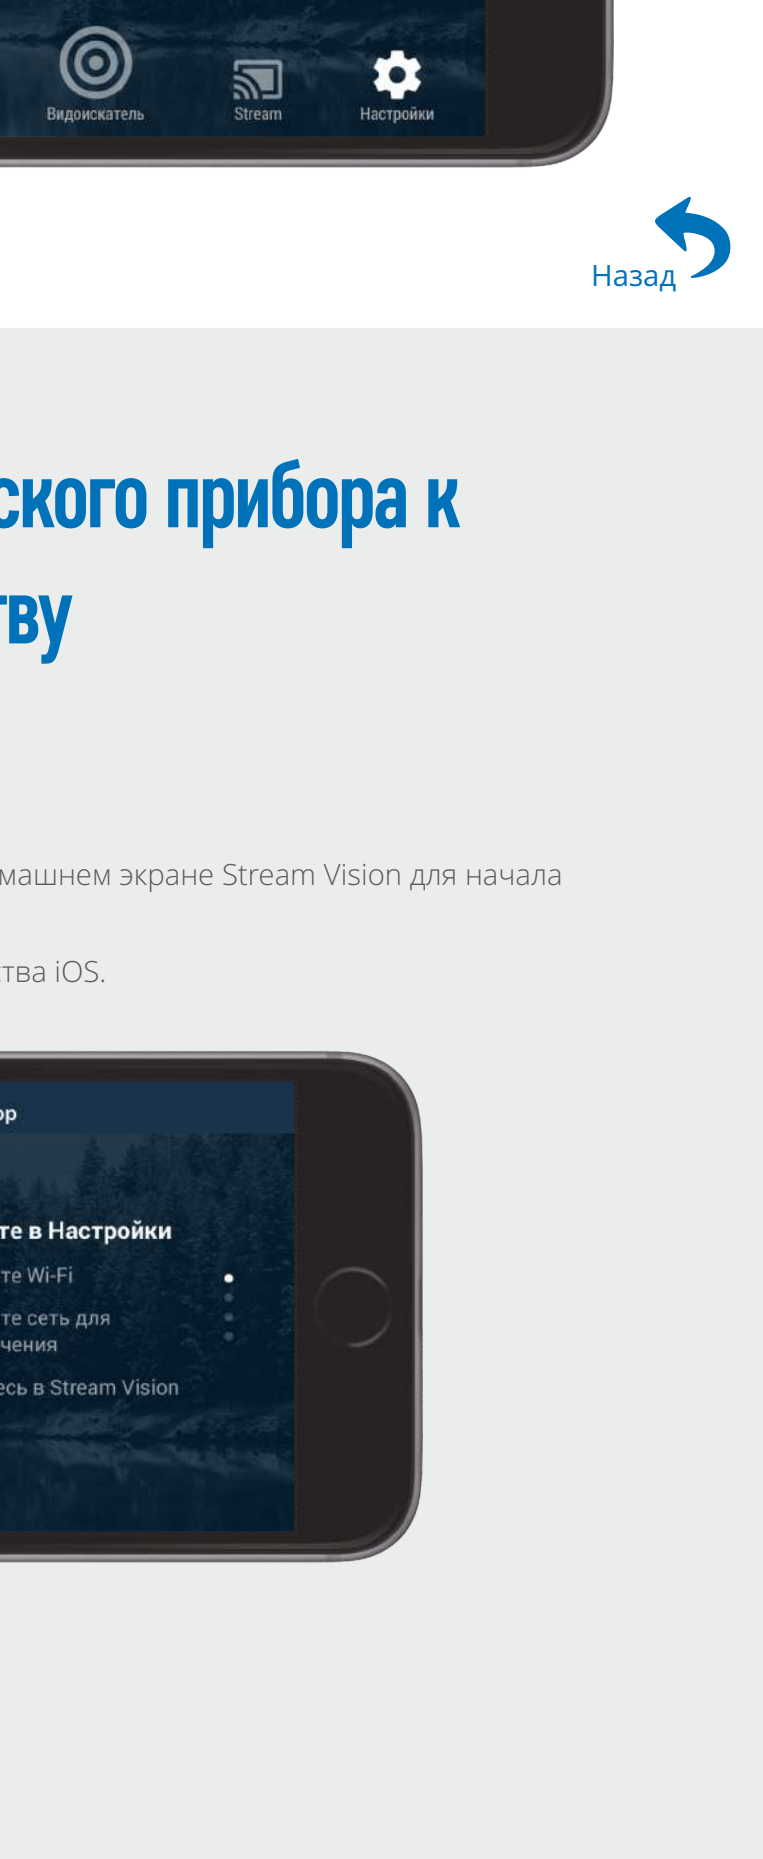 Видоискатель Stream Настройки
Назад
ского прибора к
тву
машнем экране Stream Vision для начала
ства iOS.
ор
те в Настройки
те Wi-Fi
те сеть для
чения
есь в Stream Vision